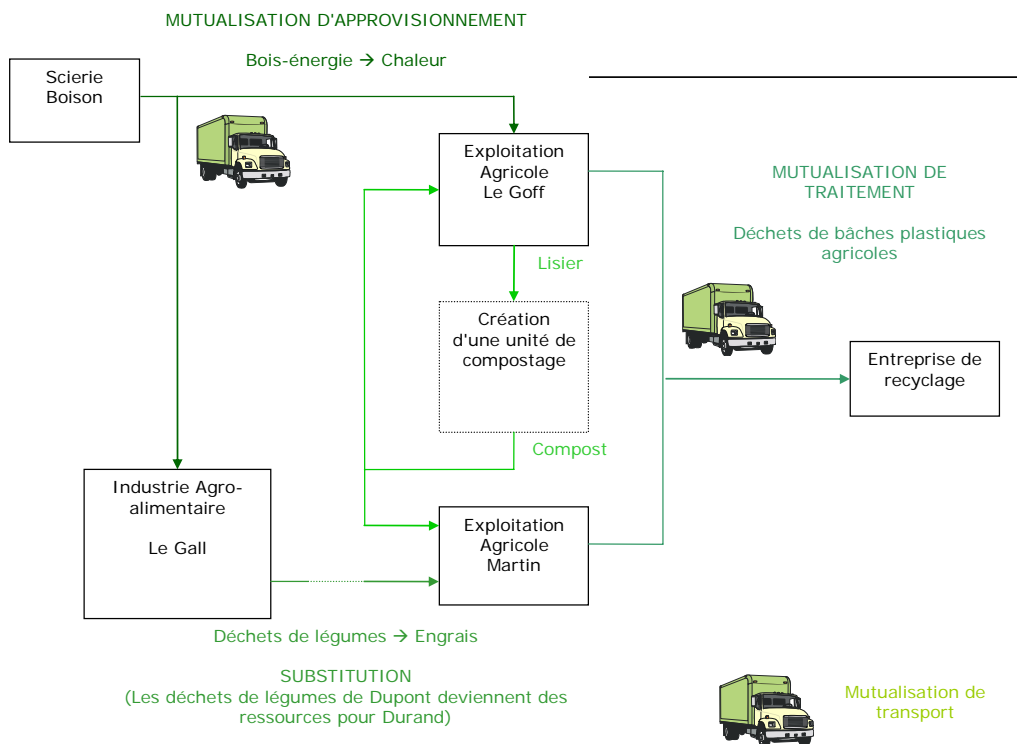 MUTUALISATION D'APPROVISIONNEMENT
Bois-énergie → Chaleur
Scierie
Boison
Exploitation
Agricole
Le Goff
MUTUALISATION DE
TRAITEMENT
Déchets de bâches plastiques
agricoles
Lisier
Création
d'une unité de
compostage
Entreprise de
recyclage
Compost
Industrie Agro-
alimentaire
Le Gall
Exploitation
Agricole
Martin
Déchets de légumes → Engrais
SUBSTITUTION
(Les déchets de légumes de Dupont deviennent des
ressources pour Durand)
Mutualisation de
transport